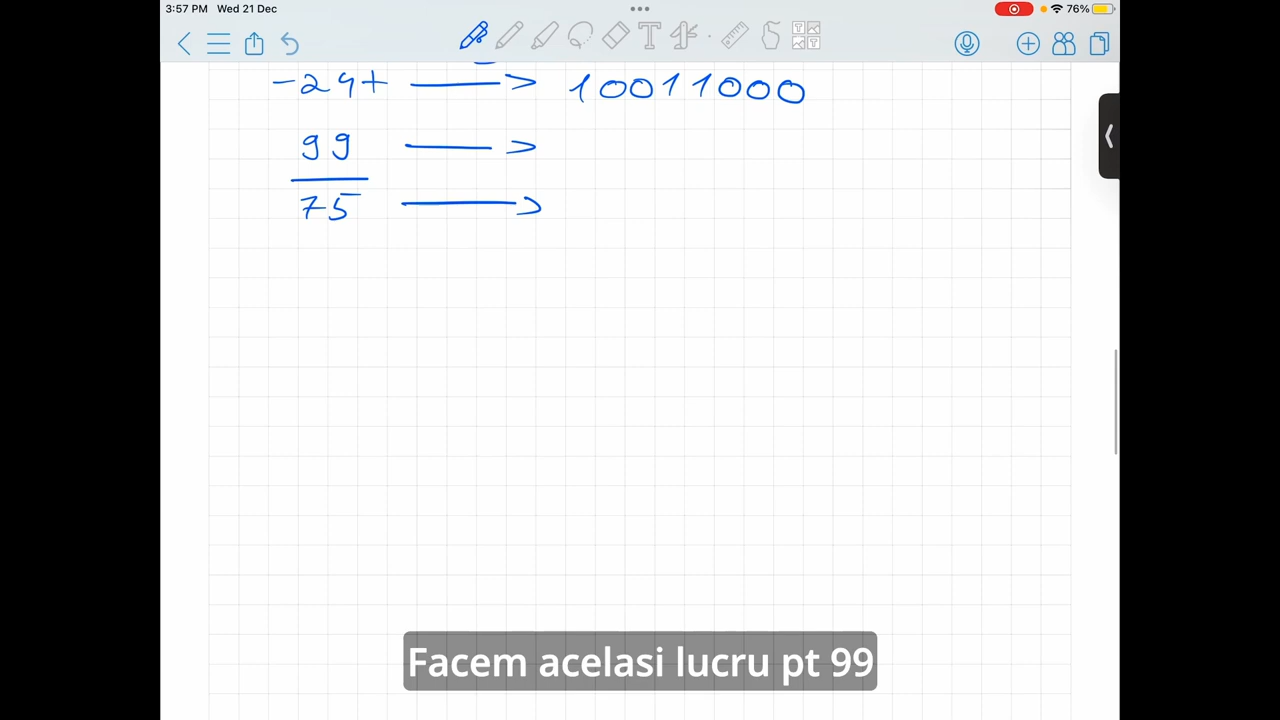 3:57 PM Wed 21 Dec 76%
-24+ → 10011000
99 →
75 →
Facem acelasi lucru pt 99